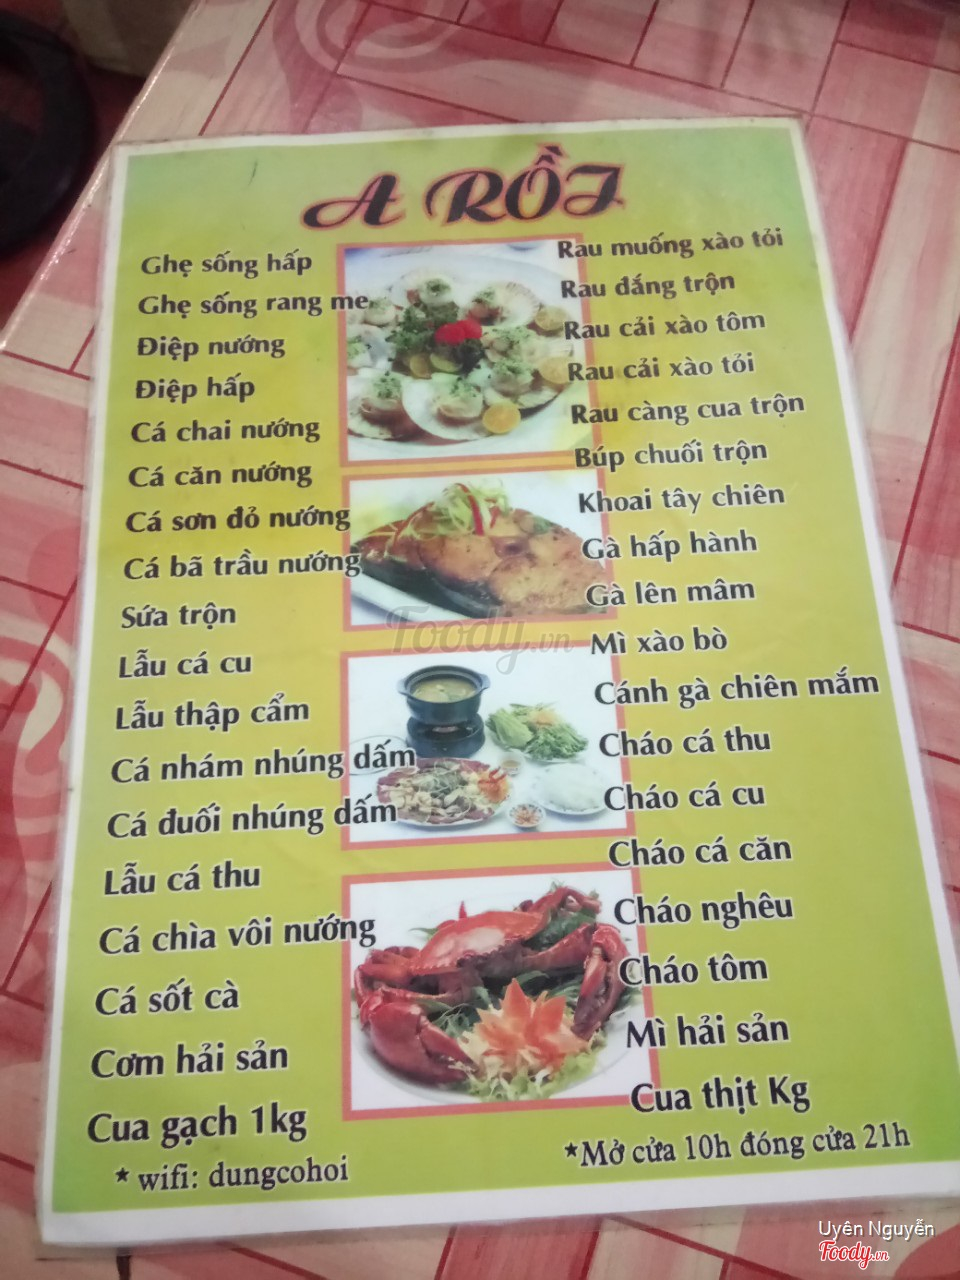 A RỒI
Ghẹ sống hấp
Ghẹ sống rang me
Điệp nướng
Điệp hấp
Cá chai nướng
Cá căn nướng
Cá sơn đỏ nướng
Cá bã trầu nướng
Sứa trộn
Lẫu cá cu
Lẫu thập cẩm
Cá nhám nhúng dấm
Cá đuối nhúng dấm
Lẫu cá thu
Cá chìa vôi nướng
Cá sốt cà
Cơm hải sản
Cua gạch 1kg
* wifi: dungcohoi
Rau muống xào tỏi
Rau đắng trộn
Rau cải xào tôm
Rau cải xào tỏi
Rau càng cua trộn
Búp chuối trộn
Khoai tây chiên
Gà hấp hành
Gà lên mâm
Mì xào bò
Cánh gà chiên mắm
Cháo cá thu
Cháo cá cu
Cháo cá căn
Cháo nghêu
Cháo tôm
Mì hải sản
Cua thịt Kg
*Mở cửa 10h đóng cửa 21h
Foody.vn
Uyên Nguyễn
Foody.vn